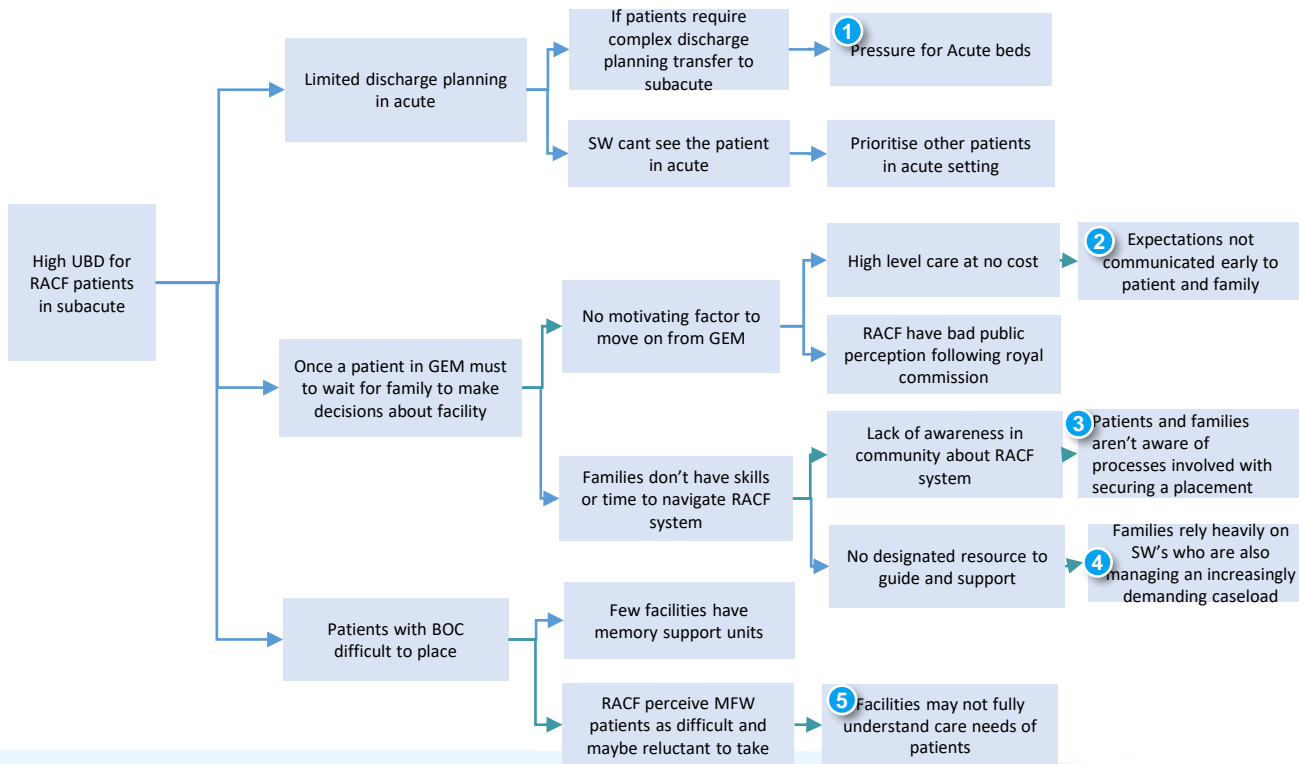 If patients require
complex discharge
planning transfer to
subacute
1
Pressure for Acute beds
Limited discharge planning
in acute
SW cant see the patient
in acute
Prioritise other patients
in acute setting
High UBD for
RACF patients
in subacute
High level care at no cost
2
Expectations not
communicated early to
patient and family
No motivating factor to
move on from GEM
RACF have bad public
perception following royal
commission
Once a patient in GEM must
to wait for family to make
decisions about facility
Lack of awareness in
community about RACF
system
3
Patients and families
aren’t aware of
processes involved with
securing a placement
Families don’t have skills
or time to navigate RACF
system
No designated resource to
guide and support
4
Families rely heavily on
SW’s who are also
managing an increasingly
demanding caseload
Patients with BOC
difficult to place
Few facilities have
memory support units
RACF perceive MFW
patients as difficult and
maybe reluctant to take
5
Facilities may not fully
understand care needs of
patients